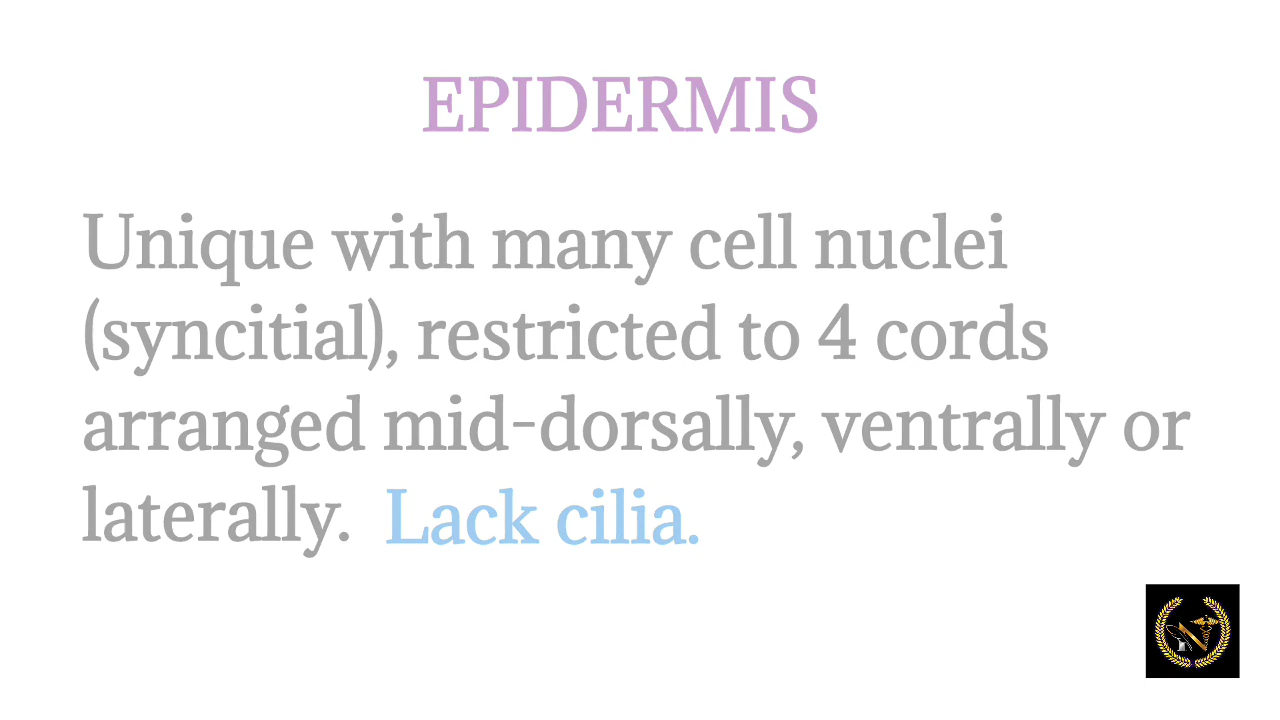 EPIDERMIS
Unique with many cell nuclei
(syncitial), restricted to 4 cords
arranged mid-dorsally, ventrally or
laterally. Lack cilia.